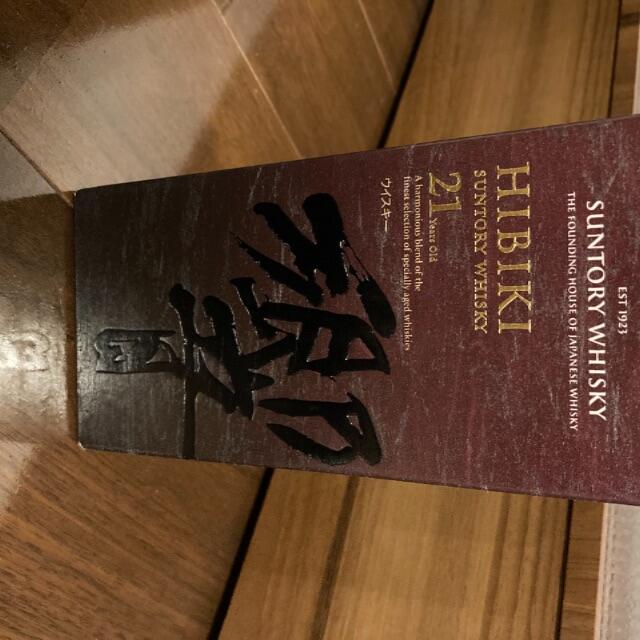 EST 1923
SUNTORY WHISKY
THE FOUNDING HOUSE OF JAPANESE WHISKY
HIBIKI
SUNTORY WHISKY
21 Years Old
A harmonious blend of the
finest selection of specially aged whiskies
ウイスキー
響